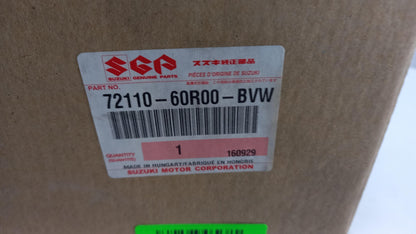 SGP スズキ純正部品
SUZUKI GENUINE PARTS PIÈCES D'ORIGINE DE SUZUKI
PART NO.
72110-60R00-BVW
QUANTITY
(QUANTITÉ) 1 160929
MADE IN HUNGARY/FABRIQUÉ EN HONGRIE
SUZUKI MOTOR CORPORATION